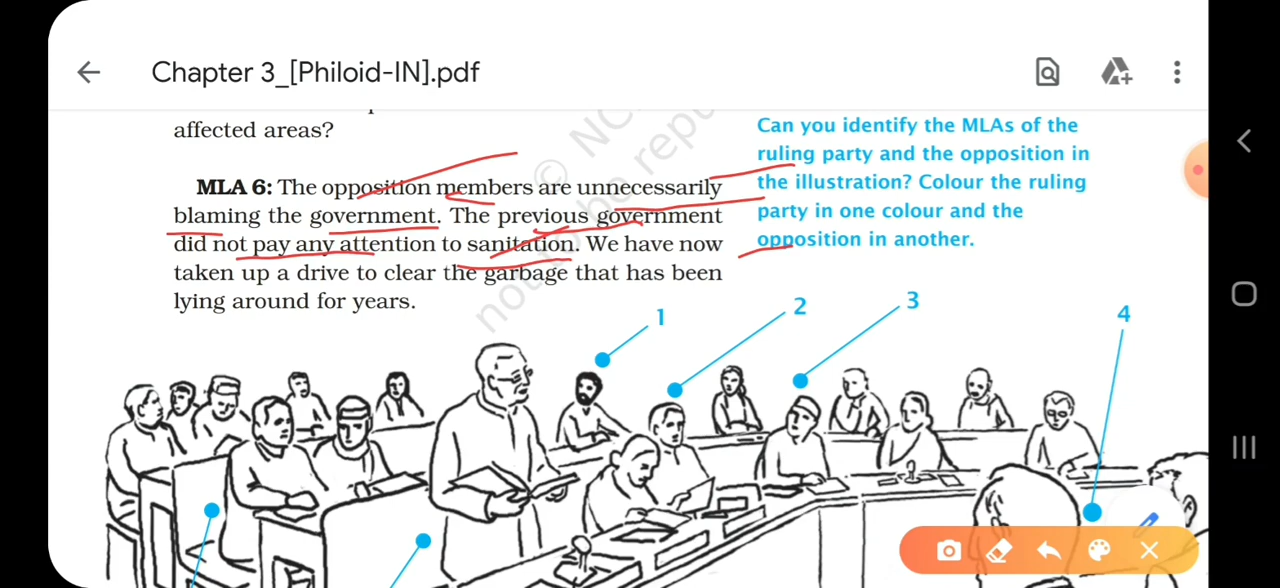 Chapter 3_[Philoid-IN].pdf
affected areas?
MLA 6: The opposition members are unnecessarily
blaming the government. The previous government
did not pay any attention to sanitation. We have now
taken up a drive to clear the garbage that has been
lying around for years.
Can you identify the MLAs of the
ruling party and the opposition in
the illustration? Colour the ruling
party in one colour and the
opposition in another.
1
2
3
4